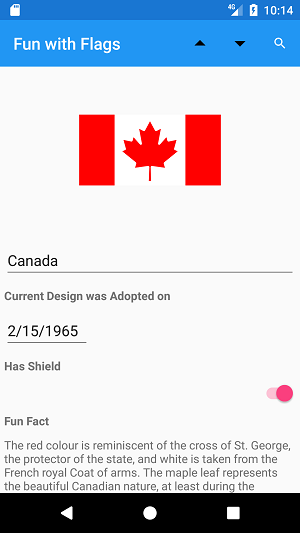 4G 10:14
Fun with Flags
Canada
Current Design was Adopted on
2/15/1965
Has Shield
Fun Fact
The red colour is reminiscent of the cross of St. George,
the protector of the state, and white is taken from the
French royal Coat of arms. The maple leaf represents
the beautiful Canadian nature, at least during the